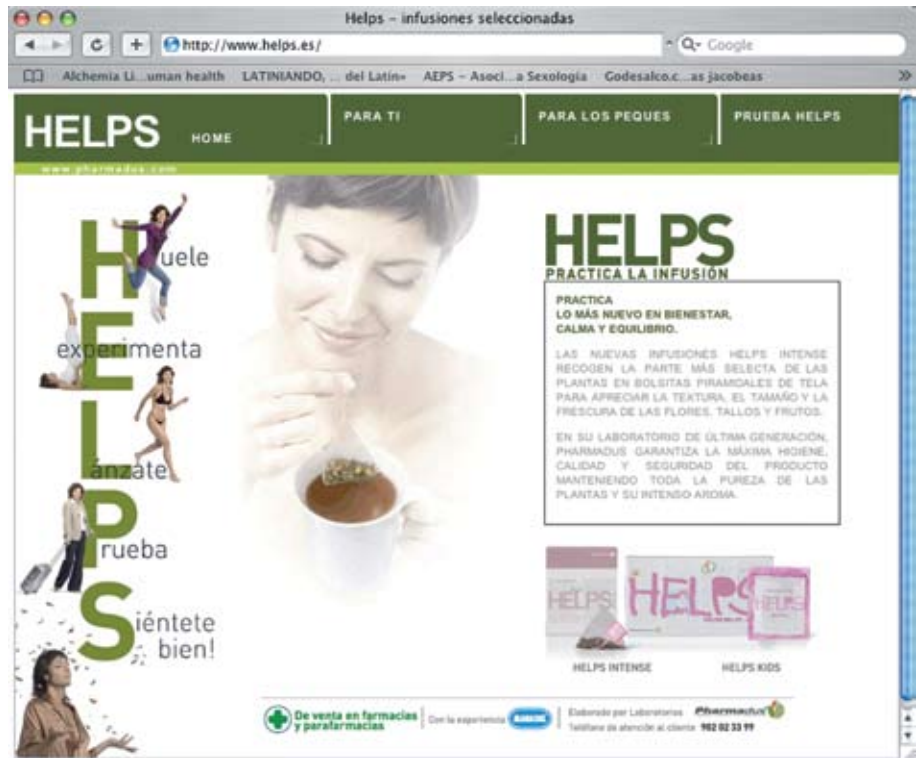 Helps – infusiones seleccionadas
http://www.helps.es/
Google
Alchemia Li...uman health LATINIANDO, ... del Latín» AEPS – Asoci...a Sexología Godesalco.c...as jacobeas
HELPS
HOME
PARA TI
PARA LOS PEQUES
PRUEBA HELPS
www.pharmadus.com
Huele
experimenta
Lánzate
Prueba
Siéntete
bien!
HELPS
PRACTICA LA INFUSIÓN
PRACTICA
LO MÁS NUEVO EN BIENESTAR,
CALMA Y EQUILIBRIO.
LAS NUEVAS INFUSIONES HELPS INTENSE
RECOGEN LA PARTE MÁS SELECTA DE LAS
PLANTAS EN BOLSITAS PIRAMIDALES DE TELA
PARA APRECIAR LA TEXTURA, EL TAMAÑO Y LA
FRESCURA DE LAS FLORES, TALLOS Y FRUTOS.
EN SU LABORATORIO DE ÚLTIMA GENERACIÓN,
PHARMADUS GARANTIZA LA MÁXIMA HIGIENE,
CALIDAD Y SEGURIDAD DEL PRODUCTO
MANTENIENDO TODA LA PUREZA DE LAS
PLANTAS Y SU INTENSO AROMA.
HELPS
HELPS
HELPS
HELPS INTENSE
HELPS KIDS
De venta en farmacias
y parafarmacias
Con la experiencia
Elaborado por Laboratorios Pharmadus
Teléfono de atención al cliente 902 02 33 99